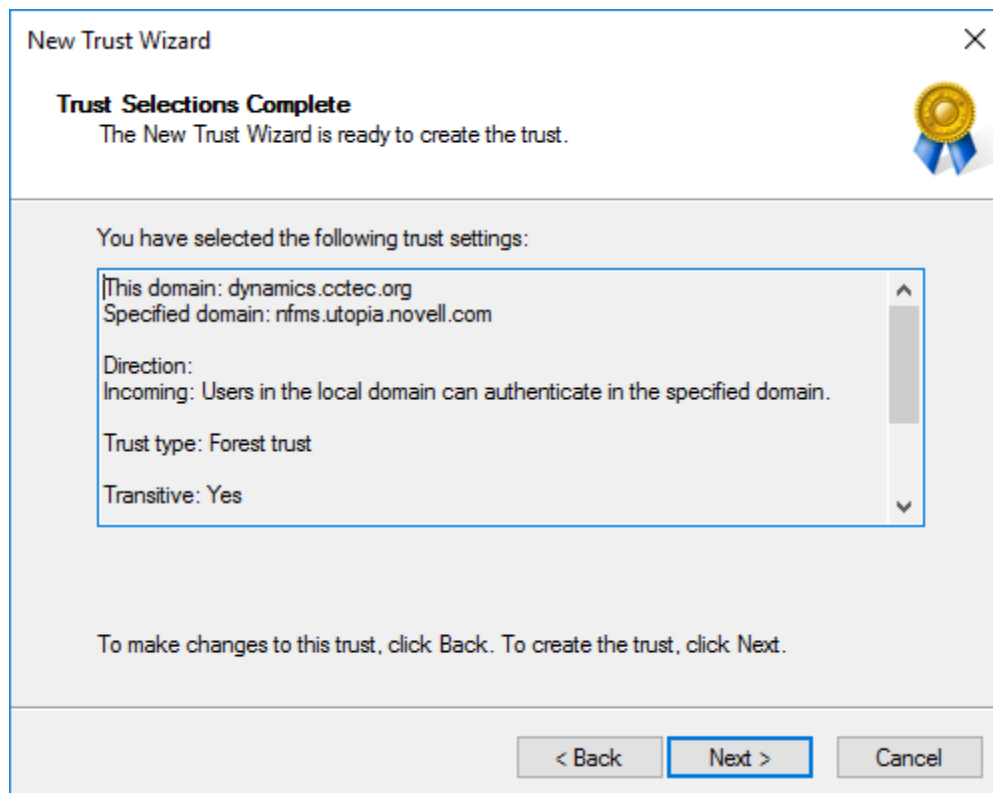 New Trust Wizard
Trust Selections Complete
The New Trust Wizard is ready to create the trust.
You have selected the following trust settings:
This domain: dynamics.cctec.org
Specified domain: nfms.utopia.novell.com
Direction:
Incoming: Users in the local domain can authenticate in the specified domain.
Trust type: Forest trust
Transitive: Yes
To make changes to this trust, click Back. To create the trust, click Next.
< Back
Next >
Cancel